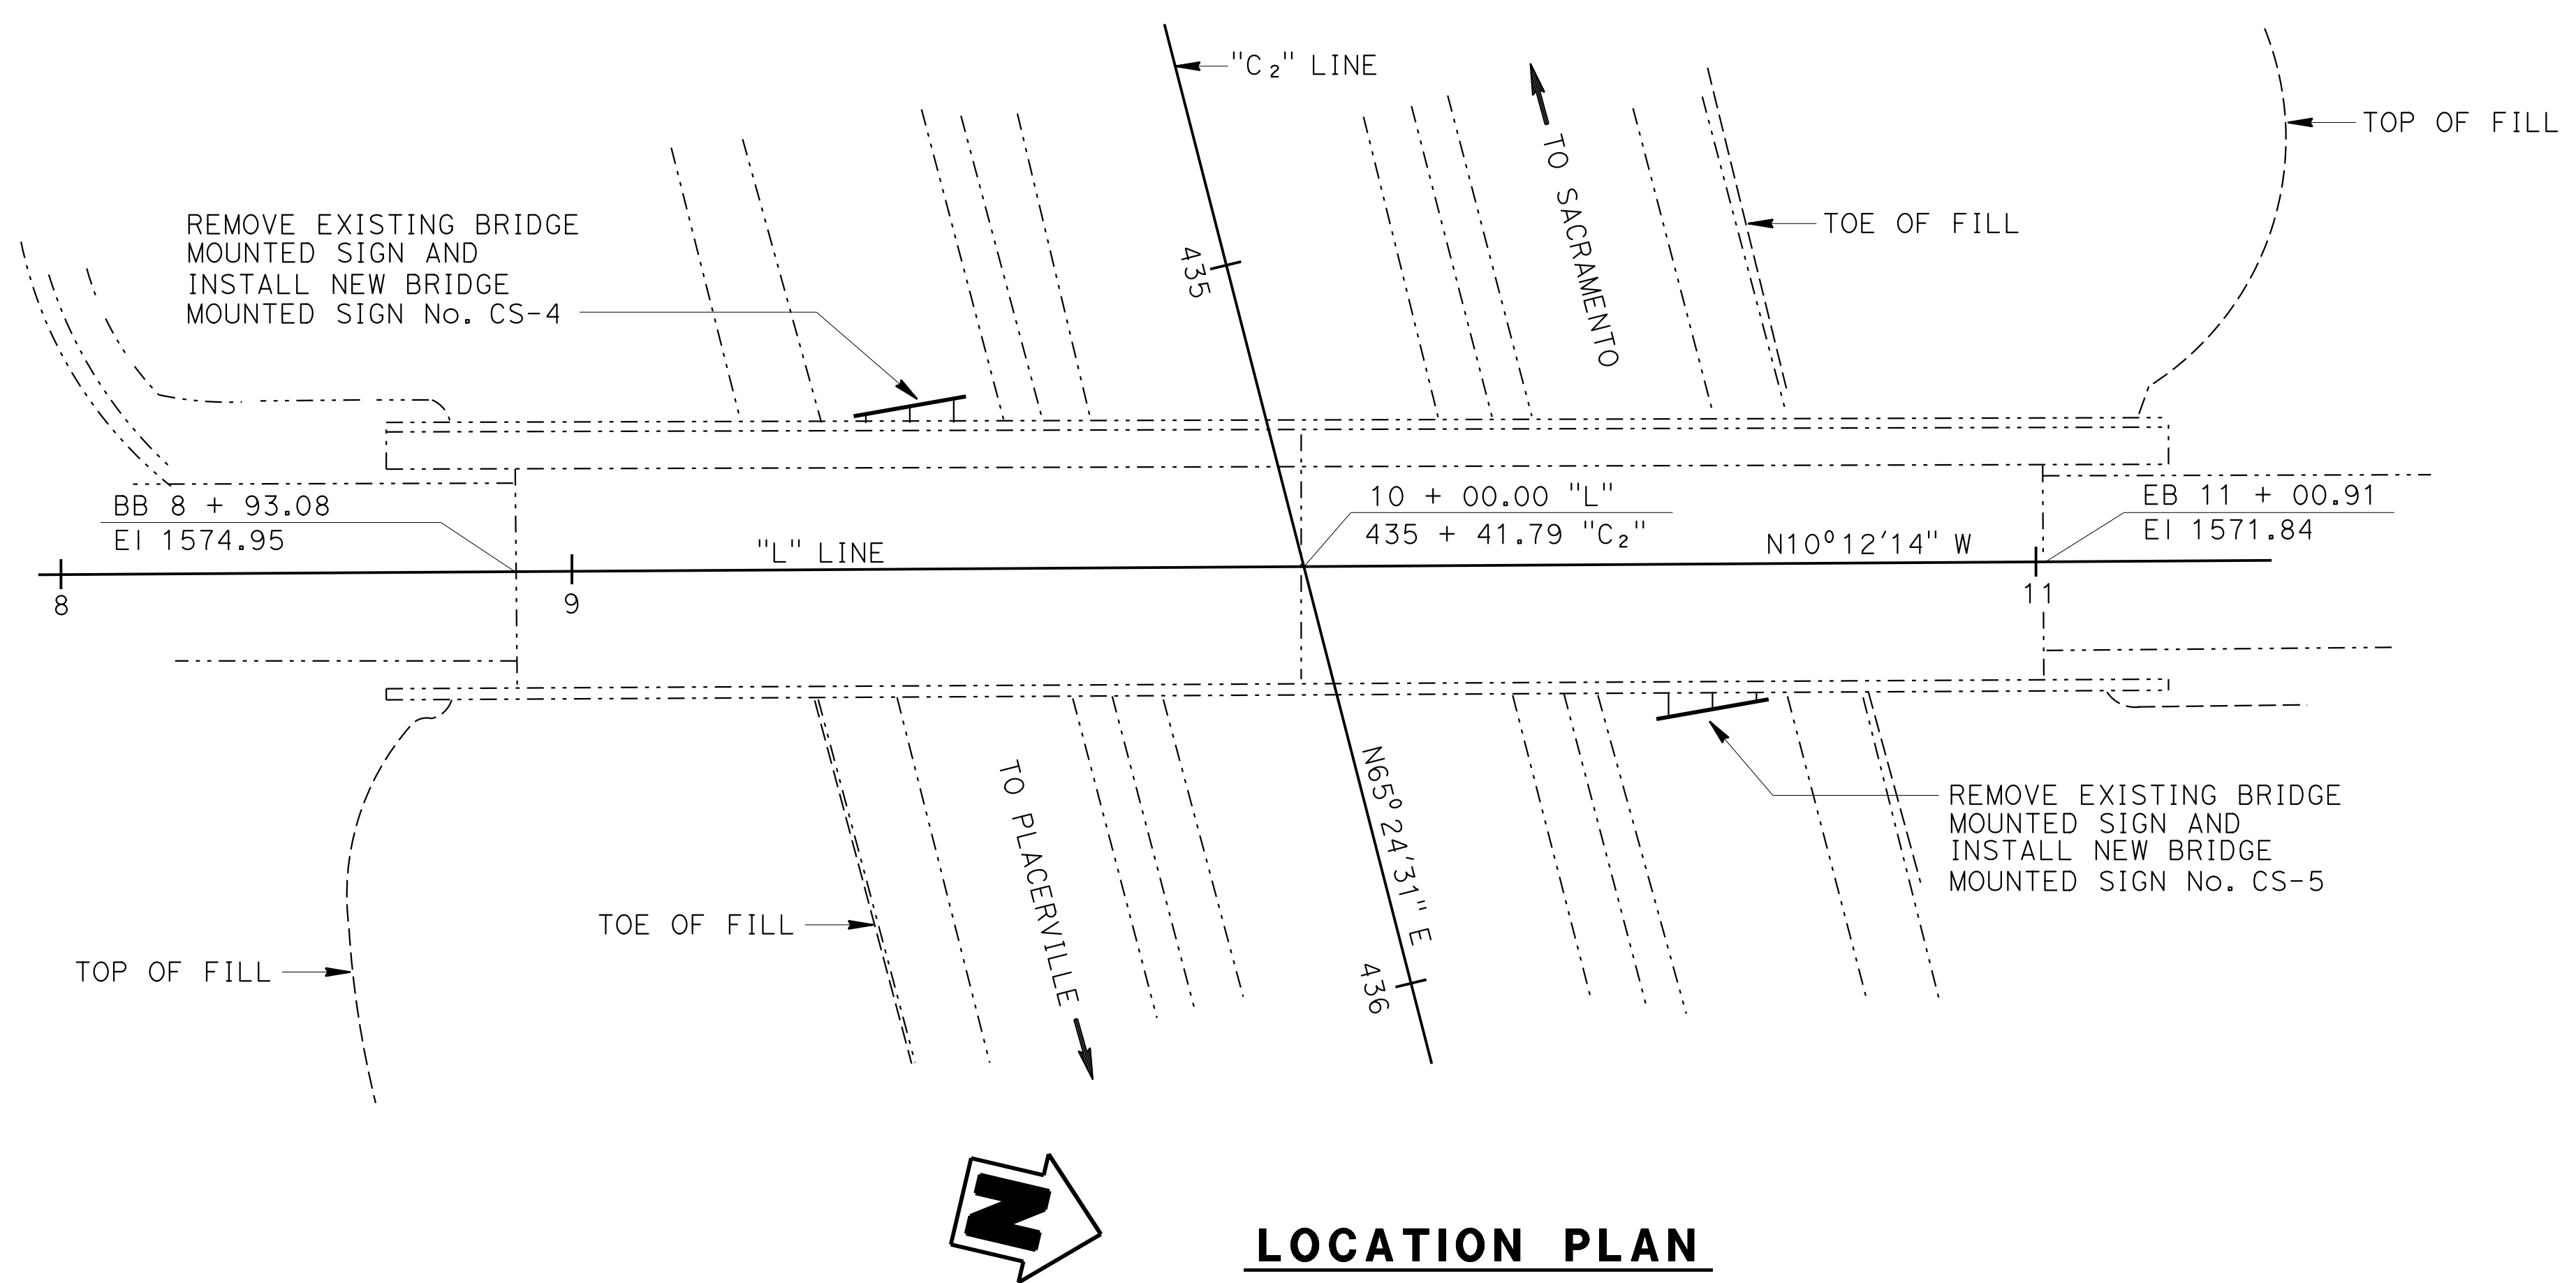 "C₂" LINE
TOP OF FILL
TO SACRAMENTO
REMOVE EXISTING BRIDGE
MOUNTED SIGN AND
INSTALL NEW BRIDGE
MOUNTED SIGN No. CS-4
TOE OF FILL
435
BB 8 + 93.08
El 1574.95
"L" LINE
10 + 00.00 "L"
435 + 41.79 "C₂"
N10°12'14" W
EB 11 + 00.91
El 1571.84
8
9
11
N65°24'31" E
TO PLACERVILLE
REMOVE EXISTING BRIDGE
MOUNTED SIGN AND
INSTALL NEW BRIDGE
MOUNTED SIGN No. CS-5
TOE OF FILL
TOP OF FILL
436
N
LOCATION PLAN